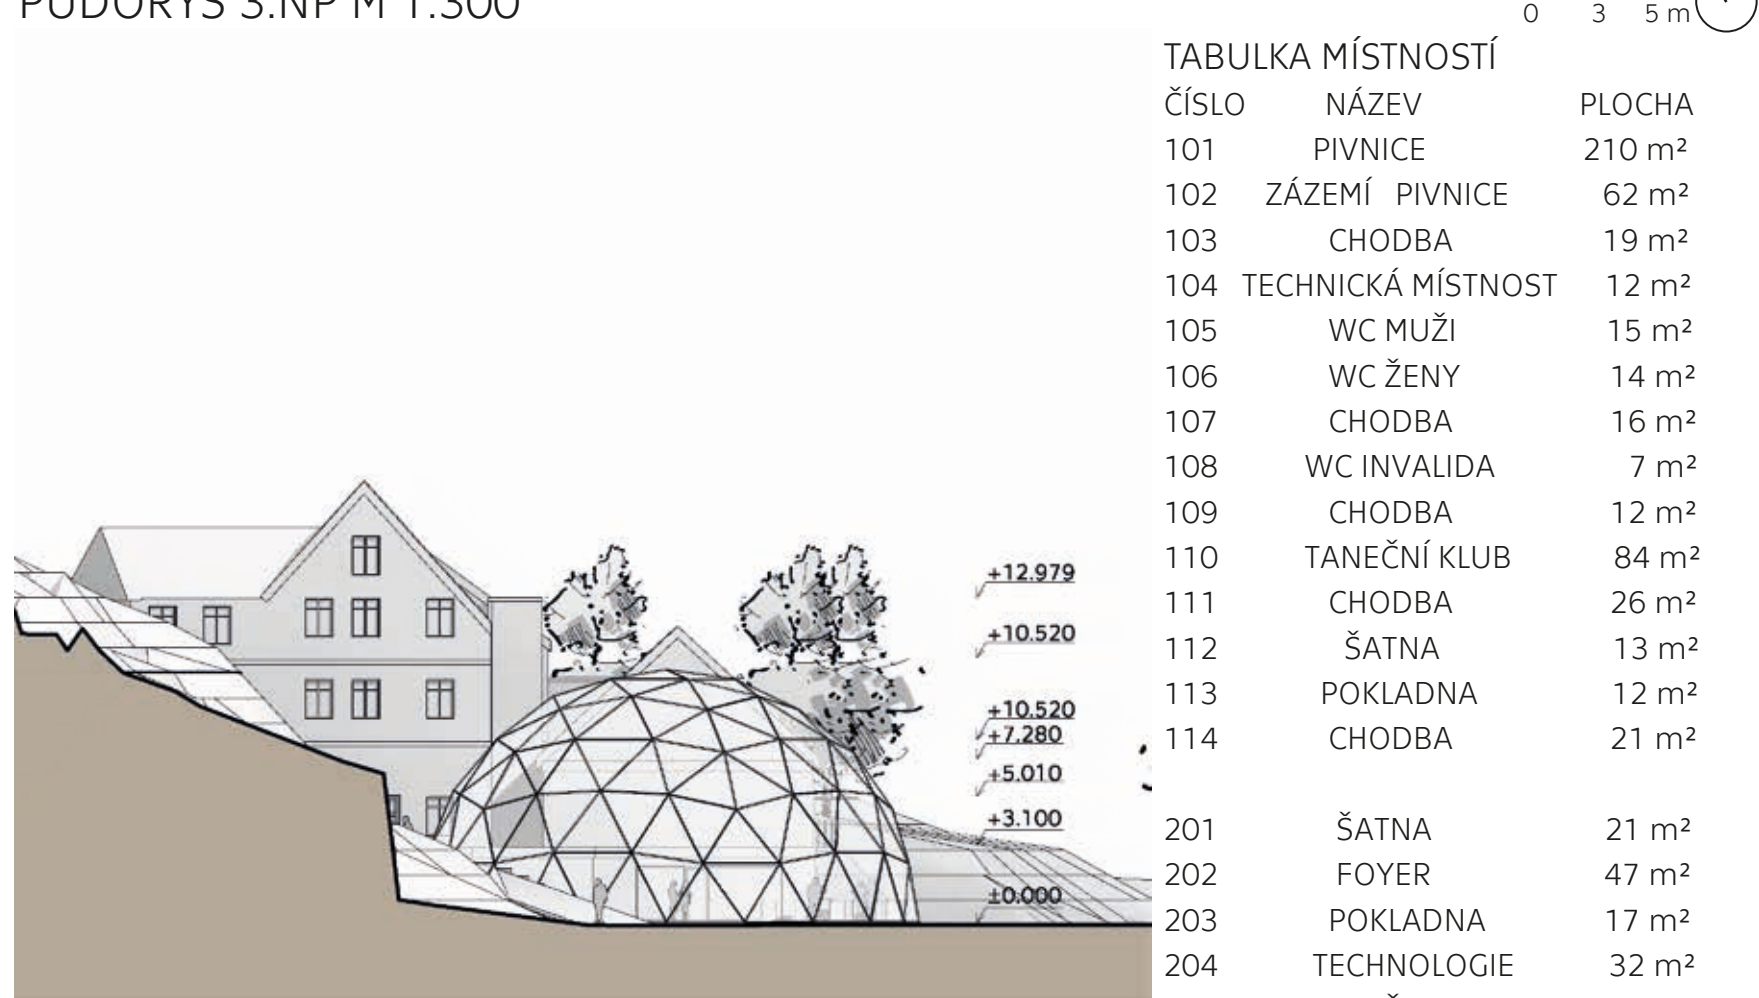 PŮDORYS 3.NP M 1:300
0 3 5 m
TABULKA MÍSTNOSTÍ
ČÍSLO NÁZEV PLOCHA
101 PIVNICE 210 m²
102 ZÁZEMÍ PIVNICE 62 m²
103 CHODBA 19 m²
104 TECHNICKÁ MÍSTNOST 12 m²
105 WC MUŽI 15 m²
106 WC ŽENY 14 m²
107 CHODBA 16 m²
108 WC INVALIDA 7 m²
109 CHODBA 12 m²
110 TANEČNÍ KLUB 84 m²
111 CHODBA 26 m²
112 ŠATNA 13 m²
113 POKLADNA 12 m²
114 CHODBA 21 m²
201 ŠATNA 21 m²
202 FOYER 47 m²
203 POKLADNA 17 m²
204 TECHNOLOGIE 32 m²
+12.979
+10.520
+10.520
+7.280
+5.010
+3.100
±0.000